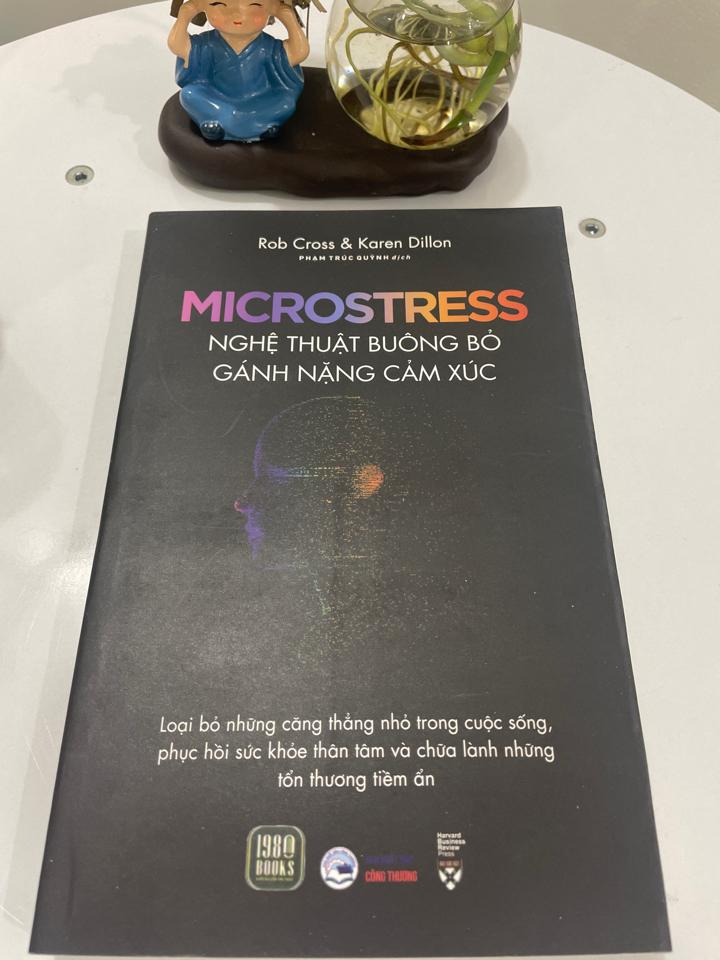 Rob Cross & Karen Dillon
PHẠM TRÚC QUỲNH dịch
MICROSTRESS
NGHỆ THUẬT BUÔNG BỎ
GÁNH NẶNG CẢM XÚC
Loại bỏ những căng thẳng nhỏ trong cuộc sống,
phục hồi sức khỏe thân tâm và chữa lành những
tổn thương tiềm ẩn
1980
BOOKS
CÔNG THƯƠNG
Harvard
Business
Review
Press